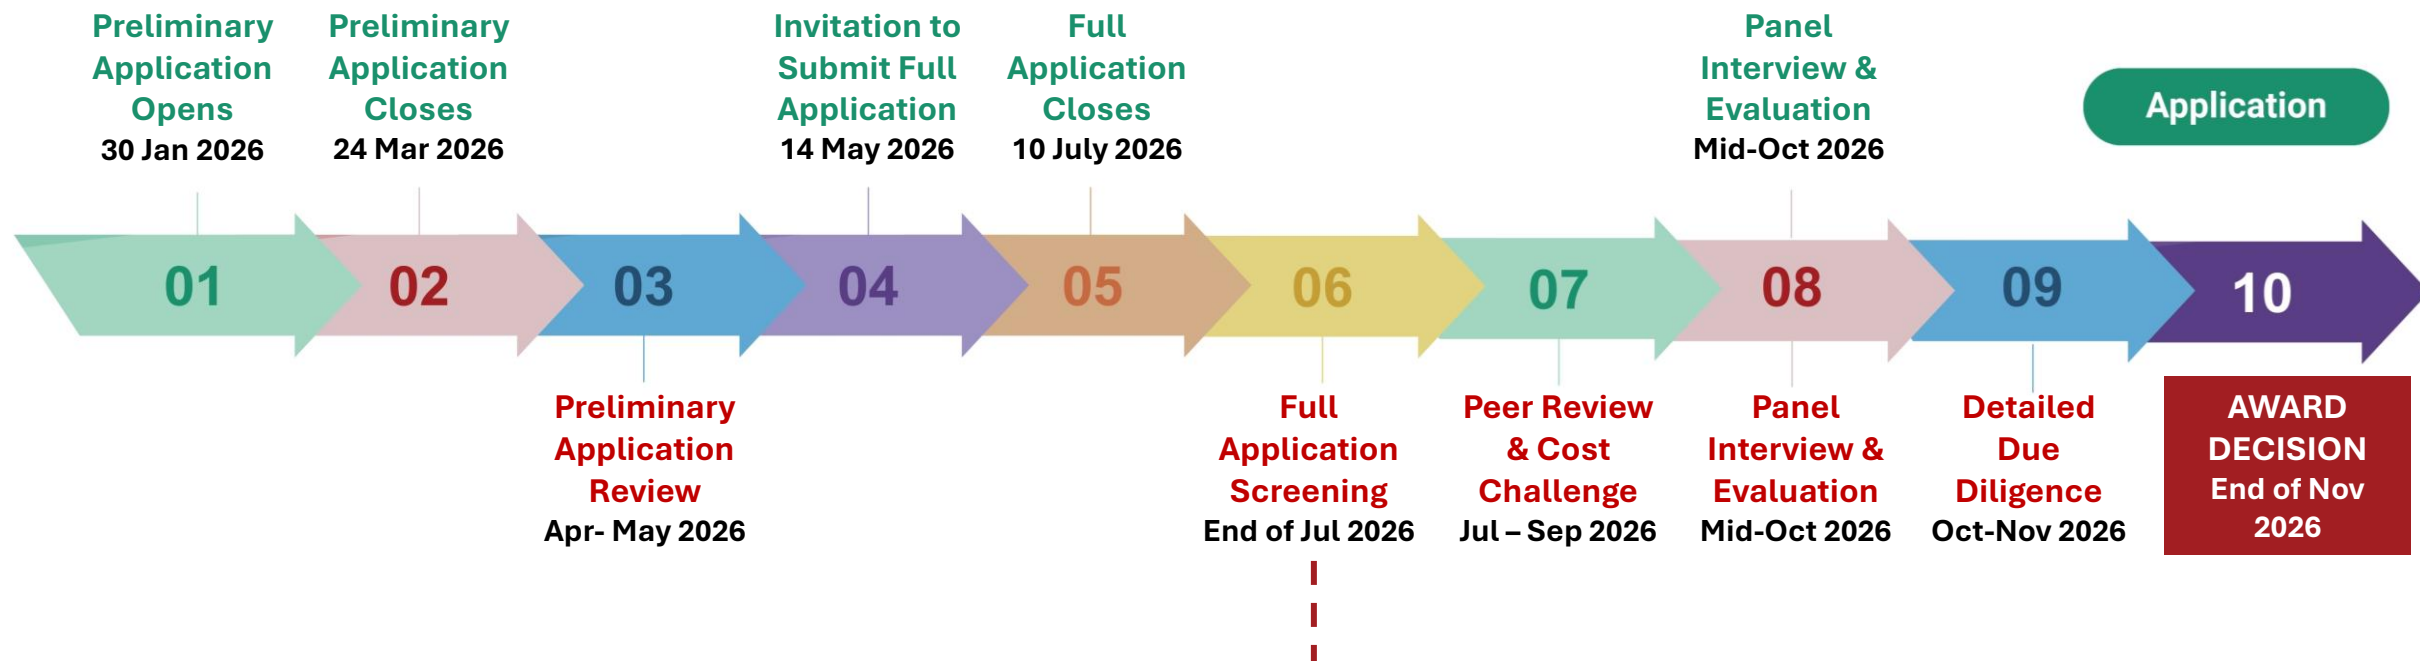 Preliminary
Application
Opens
30 Jan 2026
Preliminary
Application
Closes
24 Mar 2026
Invitation to
Submit Full
Application
14 May 2026
Full
Application
Closes
10 July 2026
Panel
Interview &
Evaluation
Mid-Oct 2026
Application
01
02
03
04
05
06
07
08
09
10
Preliminary
Application
Review
Apr- May 2026
Full
Application
Screening
End of Jul 2026
Peer Review
& Cost
Challenge
Jul – Sep 2026
Panel
Interview &
Evaluation
Mid-Oct 2026
Detailed
Due
Diligence
Oct-Nov 2026
AWARD
DECISION
End of Nov
2026